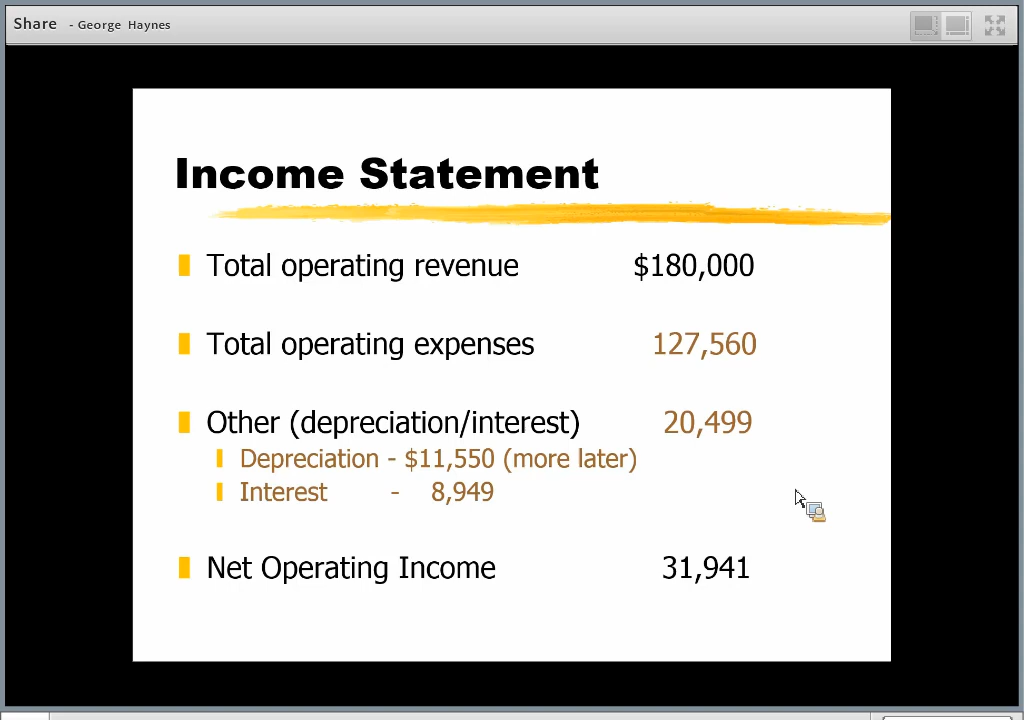 Share - George Haynes
Income Statement
Total operating revenue $180,000
Total operating expenses 127,560
Other (depreciation/interest) 20,499
Depreciation - $11,550 (more later)
Interest - 8,949
Net Operating Income 31,941